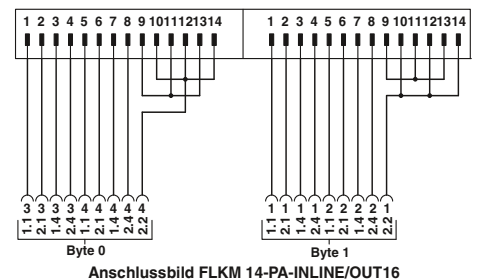 1 2 3 4 5 6 7 8 9 10 11 12 13 14
1 2 3 4 5 6 7 8 9 10 11 12 13 14
3 3 3 3 4 4 4 4 4
1.1 2.1 1.4 2.4 1.1 2.1 1.4 2.4 2.2
1 1 1 1 2 2 2 2 1
1.1 2.1 1.4 2.4 1.1 2.1 1.4 2.4 2.2
Byte 0
Byte 1
Anschlussbild FLKM 14-PA-INLINE/OUT16